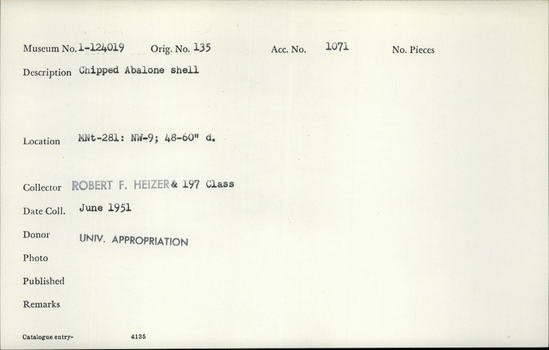 Museum No. 1-124019 Orig. No. 135 Acc. No. 1071 No. Pieces
Description Chipped Abalone shell
Location MNt-281: NW-9; 48-60" d.
Collector ROBERT F. HEIZER & 197 Class
Date Coll. June 1951
Donor UNIV. APPROPRIATION
Photo
Published
Remarks
Catalogue entry- 4135